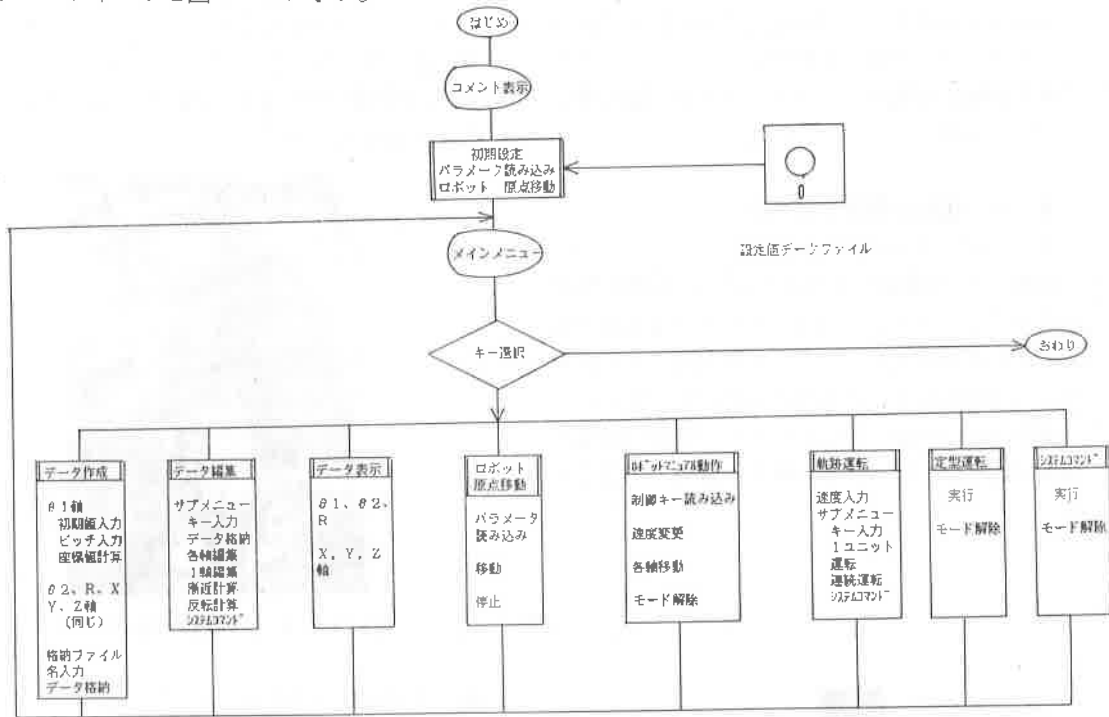 はじめ
コメント表示
初期設定
パラメータ読み込み
ロボット 原点移動
設定値データファイル
メインメニュー
キー選択
おわり
データ作成
θ1軸
初期値入力
ピッチ入力
座標値計算
θ2、R、X
Y、Z軸
(同じ)
格納ファイル
名入力
データ格納
データ編集
サブメニュー
キー入力
データ格納
各軸編集
1軸編集
漸近計算
反転計算
システムコマンド
データ表示
θ1、θ2、
R
X,Y,Z
軸
ロボット
原点移動
パラメータ
読み込み
移動
停止
ロボットマニュアル動作
制御キー読み込み
速度変更
各軸移動
モード解除
軌跡運転
速度入力
サブメニュー
キー入力
1ユニット
運転
連続運転
システムコマンド
定型運転
実行
モード解除
システムコマンド
実行
モード解除